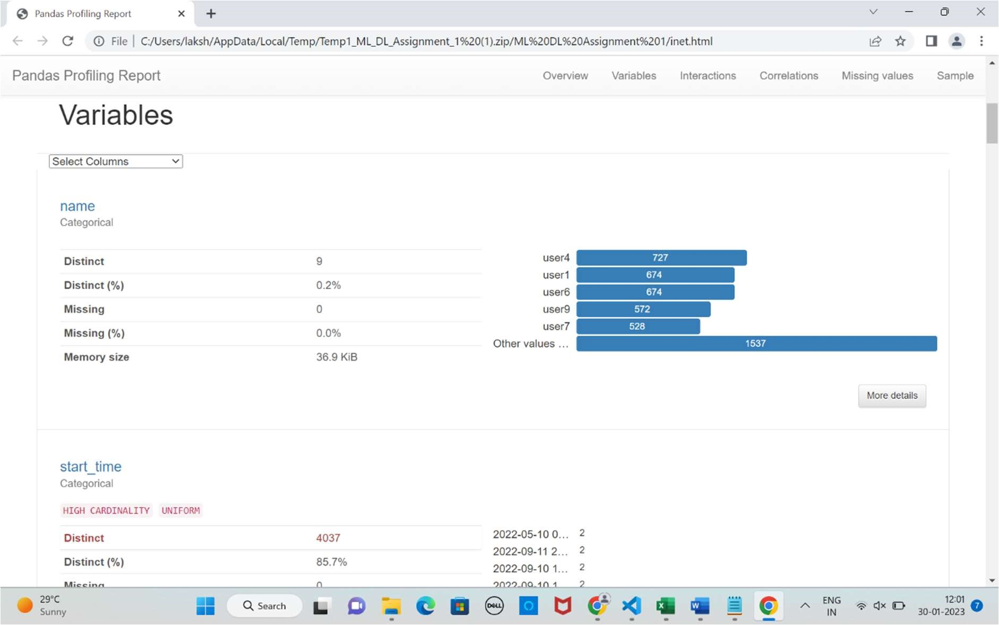 Pandas Profiling Report
File C:/Users/laksh/AppData/Local/Temp/Temp1_ML_DL_Assignment_1%20(1).zip/ML%20DL%20Assignment%201/inet.html
Pandas Profiling Report Overview Variables Interactions Correlations Missing values Sample
Variables
Select Columns
name
Categorical
Distinct 9
Distinct (%) 0.2%
Missing 0
Missing (%) 0.0%
Memory size 36.9 KiB
user4 727
user1 674
user6 674
user9 572
user7 528
Other values ... 1537
More details
start_time
Categorical
HIGH CARDINALITY UNIFORM
Distinct 4037
Distinct (%) 85.7%
Missing 0
2022-05-10 0... 2
2022-09-11 2... 2
2022-09-10 1... 2
2022-09-10 1 2
29°C
Sunny
Search
DELL
ENG
IN
12:01
30-01-2023
7